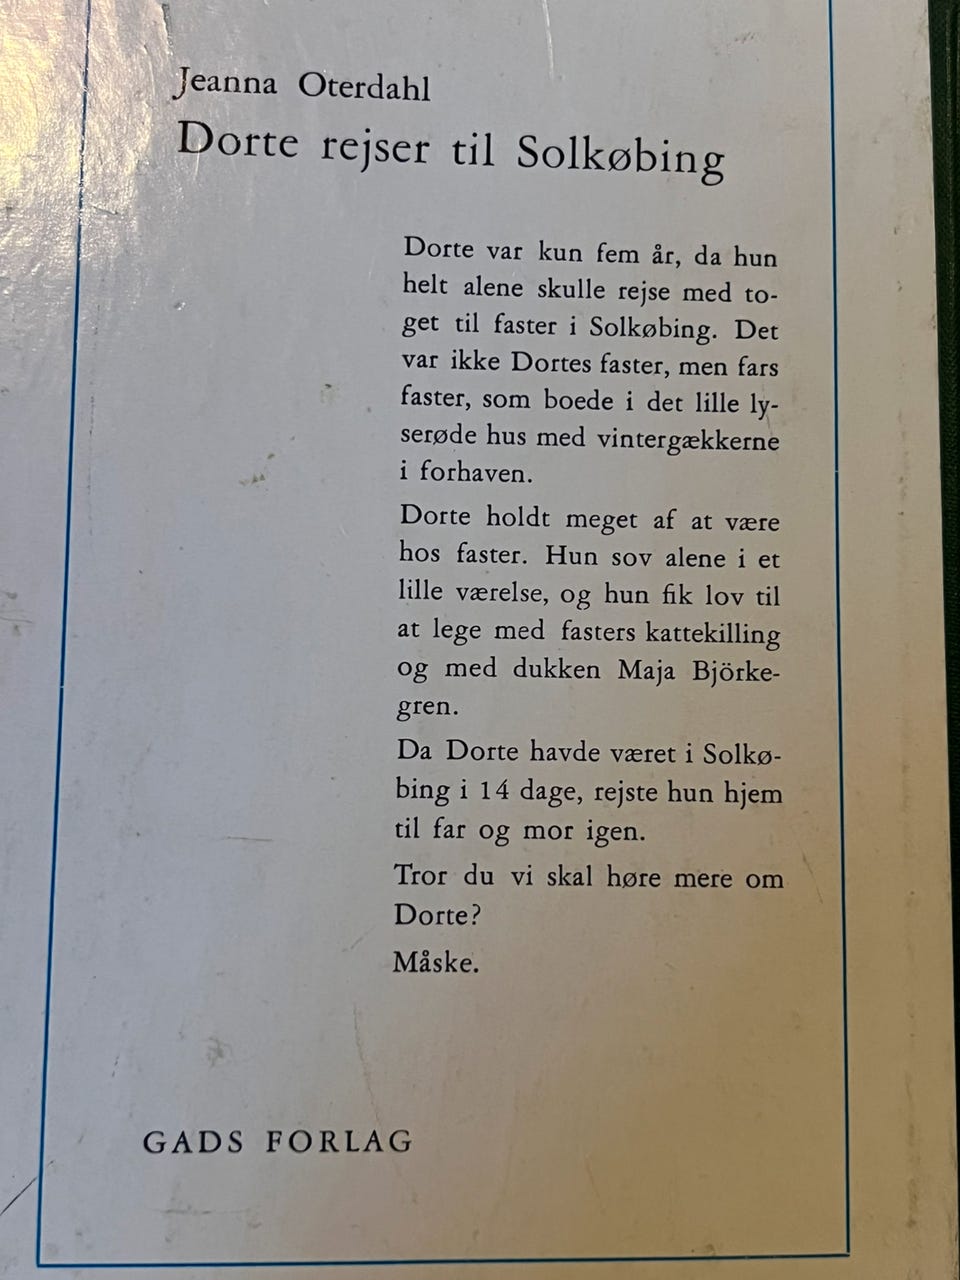 Jeanna Oterdahl
Dorte rejser til Solkøbing
Dorte var kun fem år, da hun
helt alene skulle rejse med to-
get til faster i Solkøbing. Det
var ikke Dortes faster, men fars
faster, som boede i det lille ly-
serøde hus med vintergækkerne
i forhaven.
Dorte holdt meget af at være
hos faster. Hun sov alene i et
lille værelse, og hun fik lov til
at lege med fasters kattekilling
og med dukken Maja Björke-
gren.
Da Dorte havde været i Solkø-
bing i 14 dage, rejste hun hjem
til far og mor igen.
Tror du vi skal høre mere om
Dorte?
Måske.
GADS FORLAG